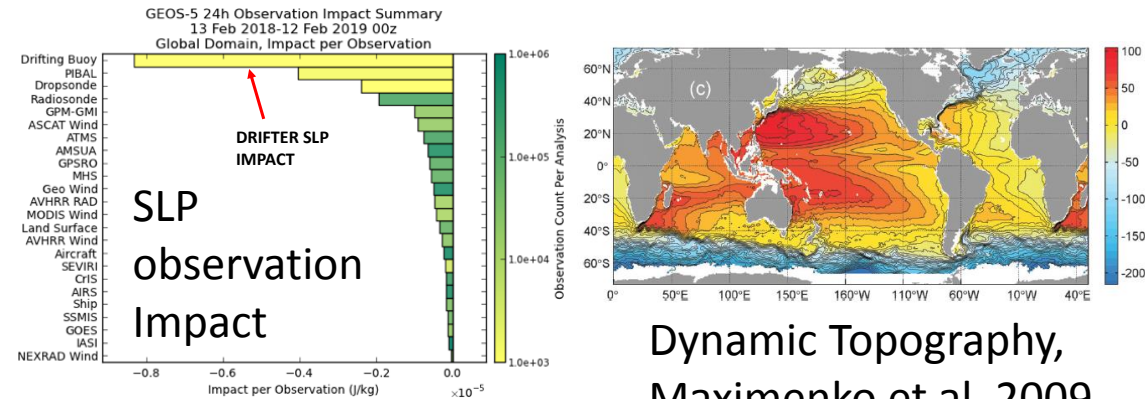 GEOS-5 24h Observation Impact Summary
13 Feb 2018-12 Feb 2019 00z
Global Domain, Impact per Observation
Drifting Buoy
PIBAL
Dropsonde
Radiosonde
GPM-GMI
ASCAT Wind
ATMS
AMSUA
GPSRO
MHS
Geo Wind
AVHRR RAD
MODIS Wind
Land Surface
AVHRR Wind
Aircraft
SEVIRI
CrIS
AIRS
Ship
SSMIS
GOES
IASI
NEXRAD Wind
DRIFTER SLP
IMPACT
SLP
observation
Impact
−0.8 −0.6 −0.4 −0.2 0.0
×10⁻⁵
Impact per Observation (J/kg)
1.0e+06
1.0e+05
1.0e+04
1.0e+03
Observation Count Per Analysis
(c)
60°N
40°N
20°N
0°
20°S
40°S
60°S
0° 50°E 100°E 150°E 160°W 110°W 60°W 10°W 40°E
100
50
0
-50
-100
-150
-200
Dynamic Topography,
Maximenko et al. 2009